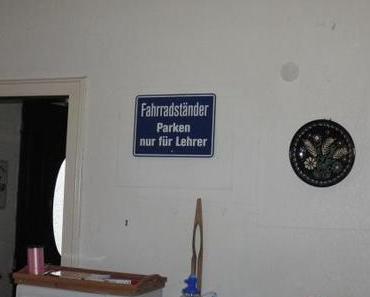 Fahrradständer
Parken
nur für Lehrer